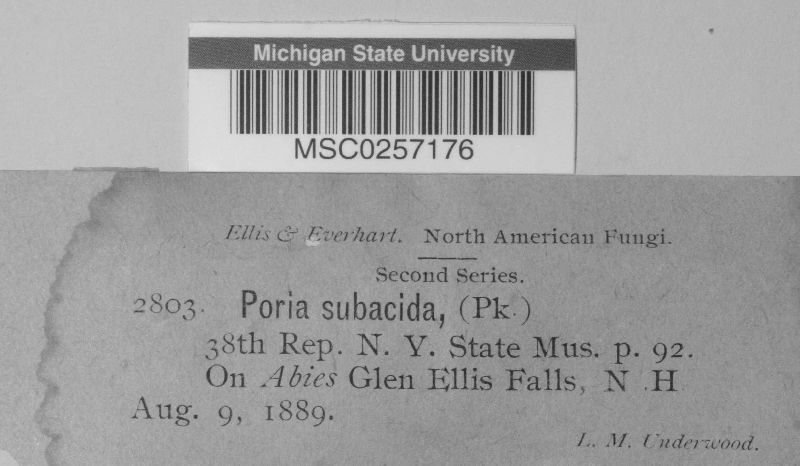 Michigan State University
MSC0257176
Ellis & Everhart. North American Fungi.
Second Series.
2803. Poria subacida, (Pk.)
38th Rep. N. Y. State Mus. p. 92.
On Abies Glen Ellis Falls, N .H
Aug. 9, 1889.
L. M. Underwood.